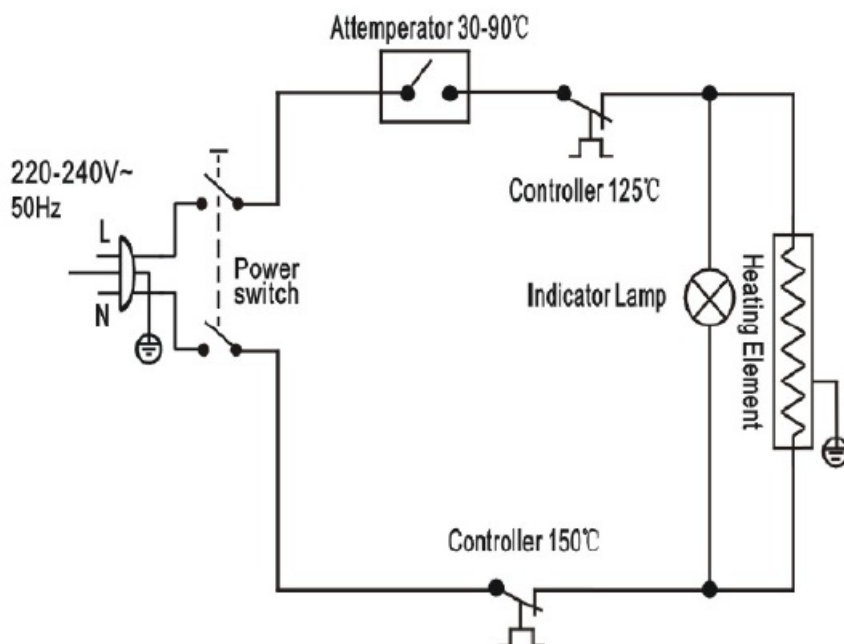 Attemperator 30-90℃
220-240V~
50Hz
L
N
Power
switch
Controller 125℃
Indicator Lamp
Heating Element
Controller 150℃